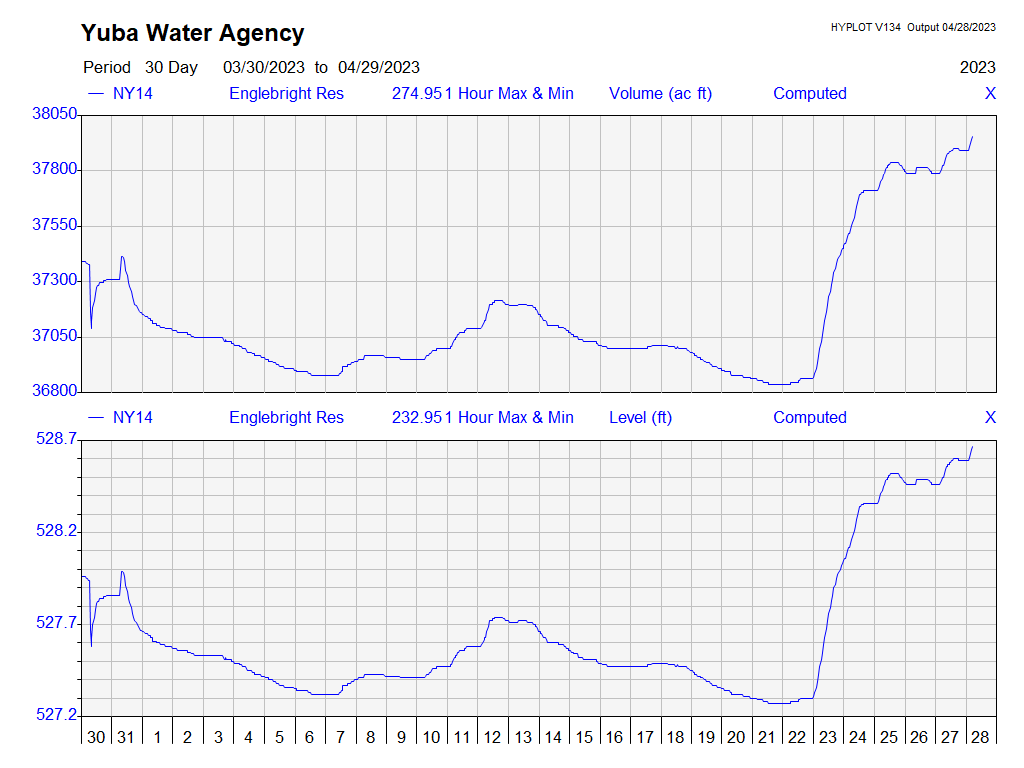 Yuba Water Agency
HYPLOT V134 Output 04/28/2023
Period 30 Day 03/30/2023 to 04/29/2023 2023
NY14 Englebright Res 274.951 Hour Max & Min Volume (ac ft) Computed X
38050
37800
37550
37300
37050
36800
NY14 Englebright Res 232.951 Hour Max & Min Level (ft) Computed X
528.7
528.2
527.7
527.2
30 31 1 2 3 4 5 6 7 8 9 10 11 12 13 14 15 16 17 18 19 20 21 22 23 24 25 26 27 28